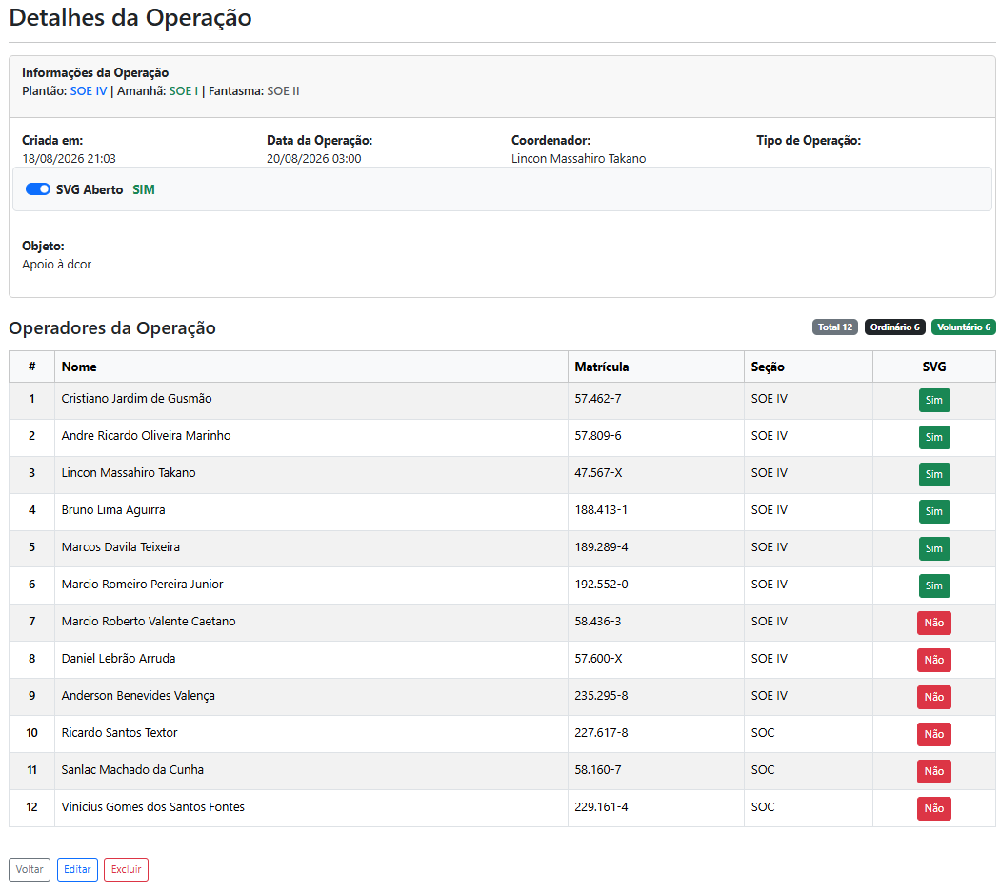 Detalhes da Operação
Informações da Operação
Plantão: SOE IV | Amanhã: SOE I | Fantasma: SOE II
Criada em: Data da Operação: Coordenador: Tipo de Operação:
18/08/2026 21:03 20/08/2026 03:00 Lincon Massahiro Takano
SVG Aberto SIM
Objeto:
Apoio à dcor
Operadores da Operação Total 12 Ordinário 6 Voluntário 6
# Nome Matrícula Seção SVG
1 Cristiano Jardim de Gusmão 57.462-7 SOE IV Sim
2 Andre Ricardo Oliveira Marinho 57.809-6 SOE IV Sim
3 Lincon Massahiro Takano 47.567-X SOE IV Sim
4 Bruno Lima Aguirra 188.413-1 SOE IV Sim
5 Marcos Davila Teixeira 189.289-4 SOE IV Sim
6 Marcio Romeiro Pereira Junior 192.552-0 SOE IV Sim
7 Marcio Roberto Valente Caetano 58.436-3 SOE IV Não
8 Daniel Lebrão Arruda 57.600-X SOE IV Não
9 Anderson Benevides Valença 235.295-8 SOE IV Não
10 Ricardo Santos Textor 227.617-8 SOC Não
11 Sanlac Machado da Cunha 58.160-7 SOC Não
12 Vinicius Gomes dos Santos Fontes 229.161-4 SOC Não
Voltar Editar Excluir